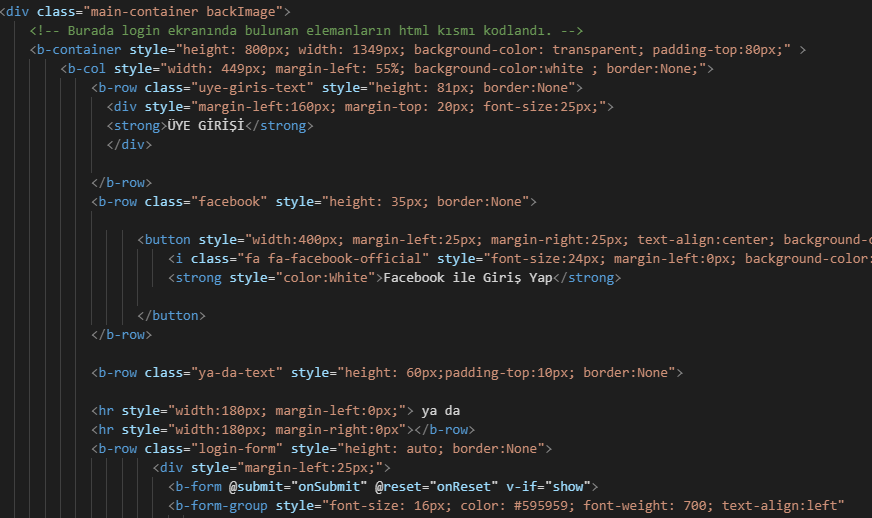 <div class="main-container backImage">
<!-- Burada login ekranında bulunan elemanların html kısmı kodlandı. -->
<b-container style="height: 800px; width: 1349px; background-color: transparent; padding-top:80px;" >
<b-col style="width: 449px; margin-left: 55%; background-color:white ; border:None;">
<b-row class="uye-giris-text" style="height: 81px; border:None">
<div style="margin-left:160px; margin-top: 20px; font-size:25px;">
<strong>ÜYE GİRİŞİ</strong>
</div>
</b-row>
<b-row class="facebook" style="height: 35px; border:None">
<button style="width:400px; margin-left:25px; margin-right:25px; text-align:center; background-c
<i class="fa fa-facebook-official" style="font-size:24px; margin-left:0px; background-color:
<strong style="color:White">Facebook ile Giriş Yap</strong>
</button>
</b-row>
<b-row class="ya-da-text" style="height: 60px;padding-top:10px; border:None">
<hr style="width:180px; margin-left:0px;"> ya da
<hr style="width:180px; margin-right:0px"></b-row>
<b-row class="login-form" style="height: auto; border:None">
<div style="margin-left:25px;">
<b-form @submit="onSubmit" @reset="onReset" v-if="show">
<b-form-group style="font-size: 16px; color: #595959; font-weight: 700; text-align:left"